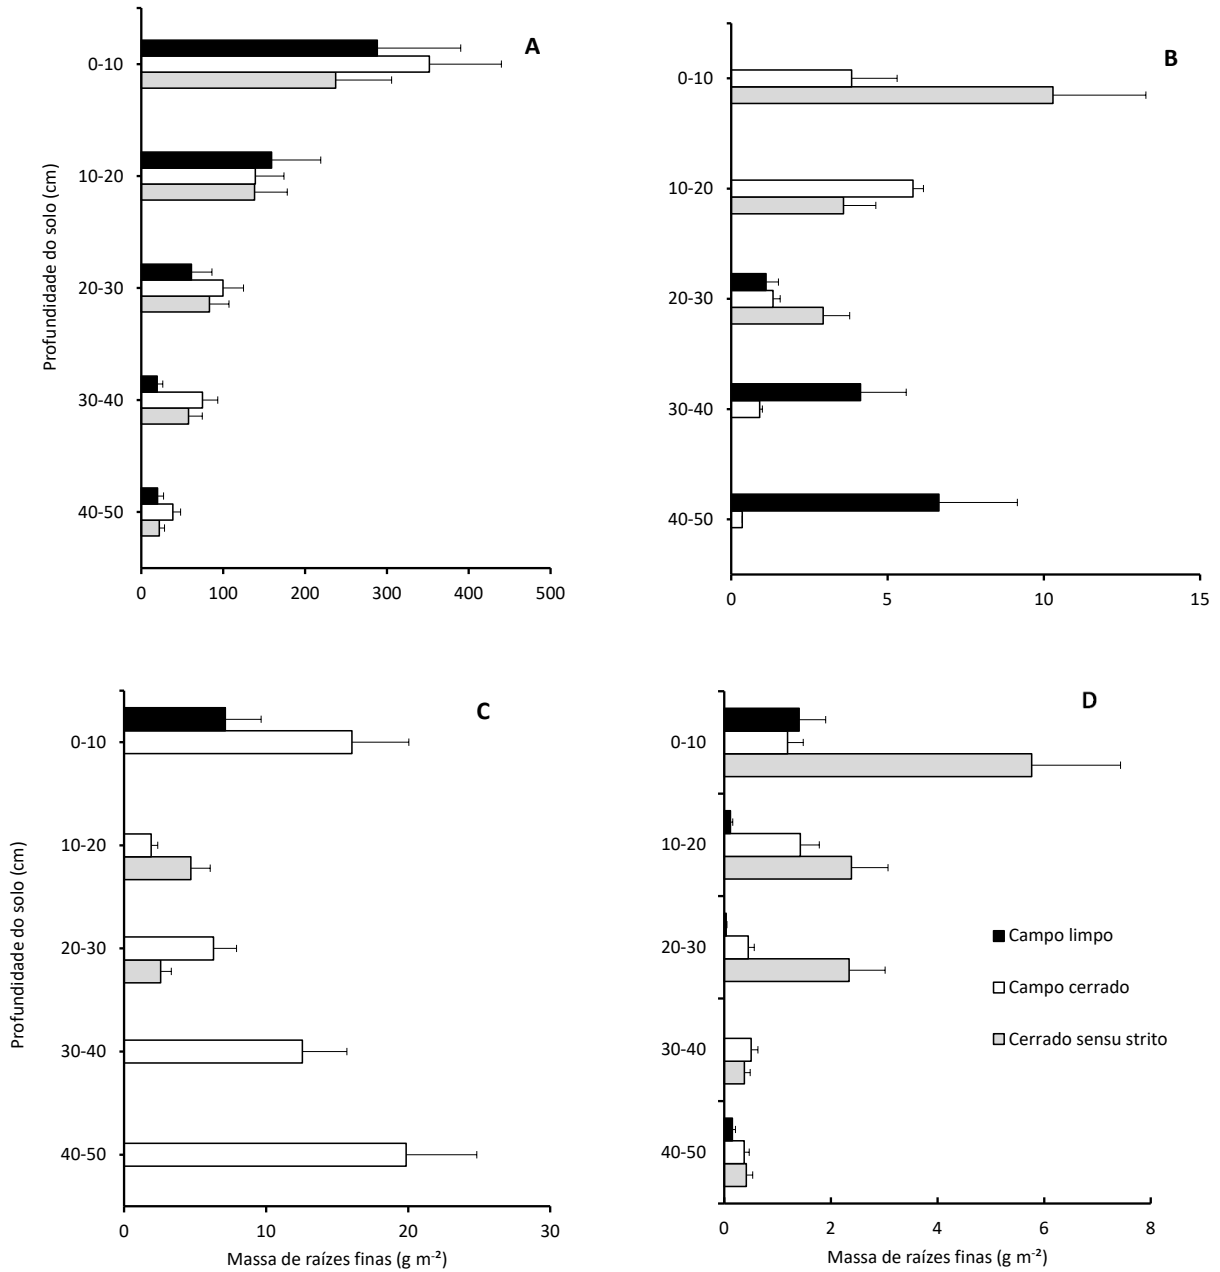 A
Profundidade do solo (cm)
0-10
10-20
20-30
30-40
40-50
0 100 200 300 400 500
B
0-10
10-20
20-30
30-40
40-50
0 5 10 15
C
Profundidade do solo (cm)
0-10
10-20
20-30
30-40
40-50
0 10 20 30
Massa de raízes finas (g m⁻²)
D
0-10
10-20
20-30
30-40
40-50
Campo limpo
Campo cerrado
Cerrado sensu strito
0 2 4 6 8
Massa de raízes finas (g m⁻²)